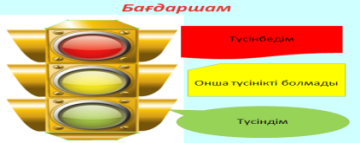 Бағдаршам
Түсінбедім
Онша түсінікті болмады
Түсіндім